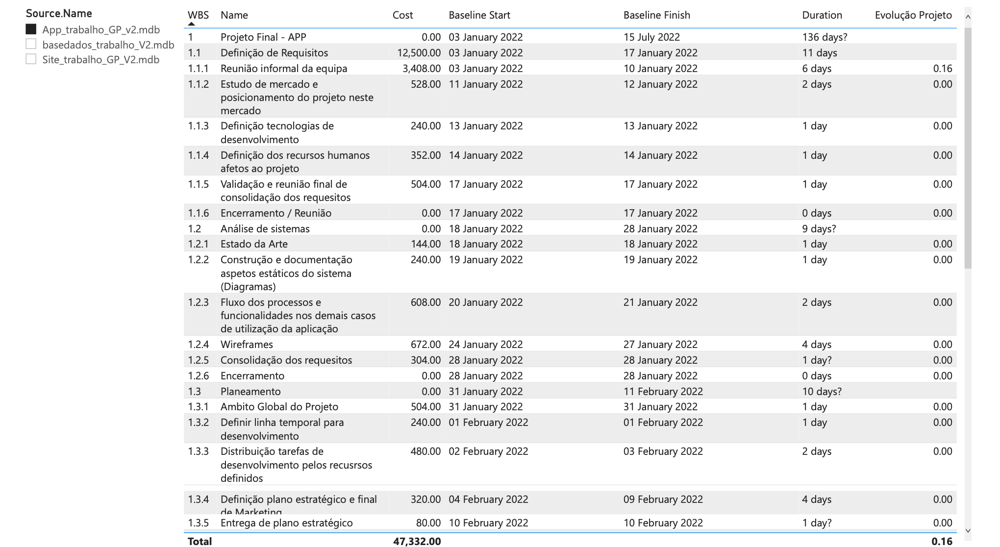 Source.Name
App_trabalho_GP_v2.mdb
basedados_trabalho_V2.mdb
Site_trabalho_GP_V2.mdb
WBS Name Cost Baseline Start Baseline Finish Duration Evolução Projeto
1 Projeto Final - APP 0.00 03 January 2022 15 July 2022 136 days?
1.1 Definição de Requisitos 12,500.00 03 January 2022 17 January 2022 11 days
1.1.1 Reunião informal da equipa 3,408.00 03 January 2022 10 January 2022 6 days 0.16
1.1.2 Estudo de mercado e 528.00 11 January 2022 12 January 2022 2 days 0.00
posicionamento do projeto neste
mercado
1.1.3 Definição tecnologias de 240.00 13 January 2022 13 January 2022 1 day 0.00
desenvolvimento
1.1.4 Definição dos recursos humanos 352.00 14 January 2022 14 January 2022 1 day 0.00
afetos ao projeto
1.1.5 Validação e reunião final de 504.00 17 January 2022 17 January 2022 1 day 0.00
consolidação dos requesitos
1.1.6 Encerramento / Reunião 0.00 17 January 2022 17 January 2022 0 days 0.00
1.2 Análise de sistemas 0.00 18 January 2022 28 January 2022 9 days?
1.2.1 Estado da Arte 144.00 18 January 2022 18 January 2022 1 day 0.00
1.2.2 Construção e documentação 240.00 19 January 2022 19 January 2022 1 day 0.00
aspetos estáticos do sistema
(Diagramas)
1.2.3 Fluxo dos processos e 608.00 20 January 2022 21 January 2022 2 days 0.00
funcionalidades nos demais casos
de utilização da aplicação
1.2.4 Wireframes 672.00 24 January 2022 27 January 2022 4 days 0.00
1.2.5 Consolidação dos requesitos 304.00 28 January 2022 28 January 2022 1 day? 0.00
1.2.6 Encerramento 0.00 28 January 2022 28 January 2022 0 days 0.00
1.3 Planeamento 0.00 31 January 2022 11 February 2022 10 days?
1.3.1 Ambito Global do Projeto 504.00 31 January 2022 31 January 2022 1 day 0.00
1.3.2 Definir linha temporal para 240.00 01 February 2022 01 February 2022 1 day 0.00
desenvolvimento
1.3.3 Distribuição tarefas de 480.00 02 February 2022 03 February 2022 2 days 0.00
desenvolvimento pelos recusrsos
definidos
1.3.4 Definição plano estratégico e final 320.00 04 February 2022 09 February 2022 4 days 0.00
de Marketing
1.3.5 Entrega de plano estratégico 80.00 10 February 2022 10 February 2022 1 day? 0.00
Total 47,332.00 0.16